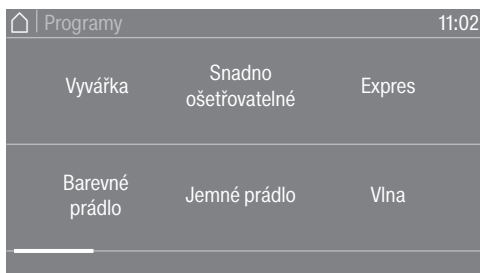 Programy 11:02
Vyvářka
Snadno
ošetřovatelné
Expres
Barevné
prádlo
Jemné prádlo
Vlna